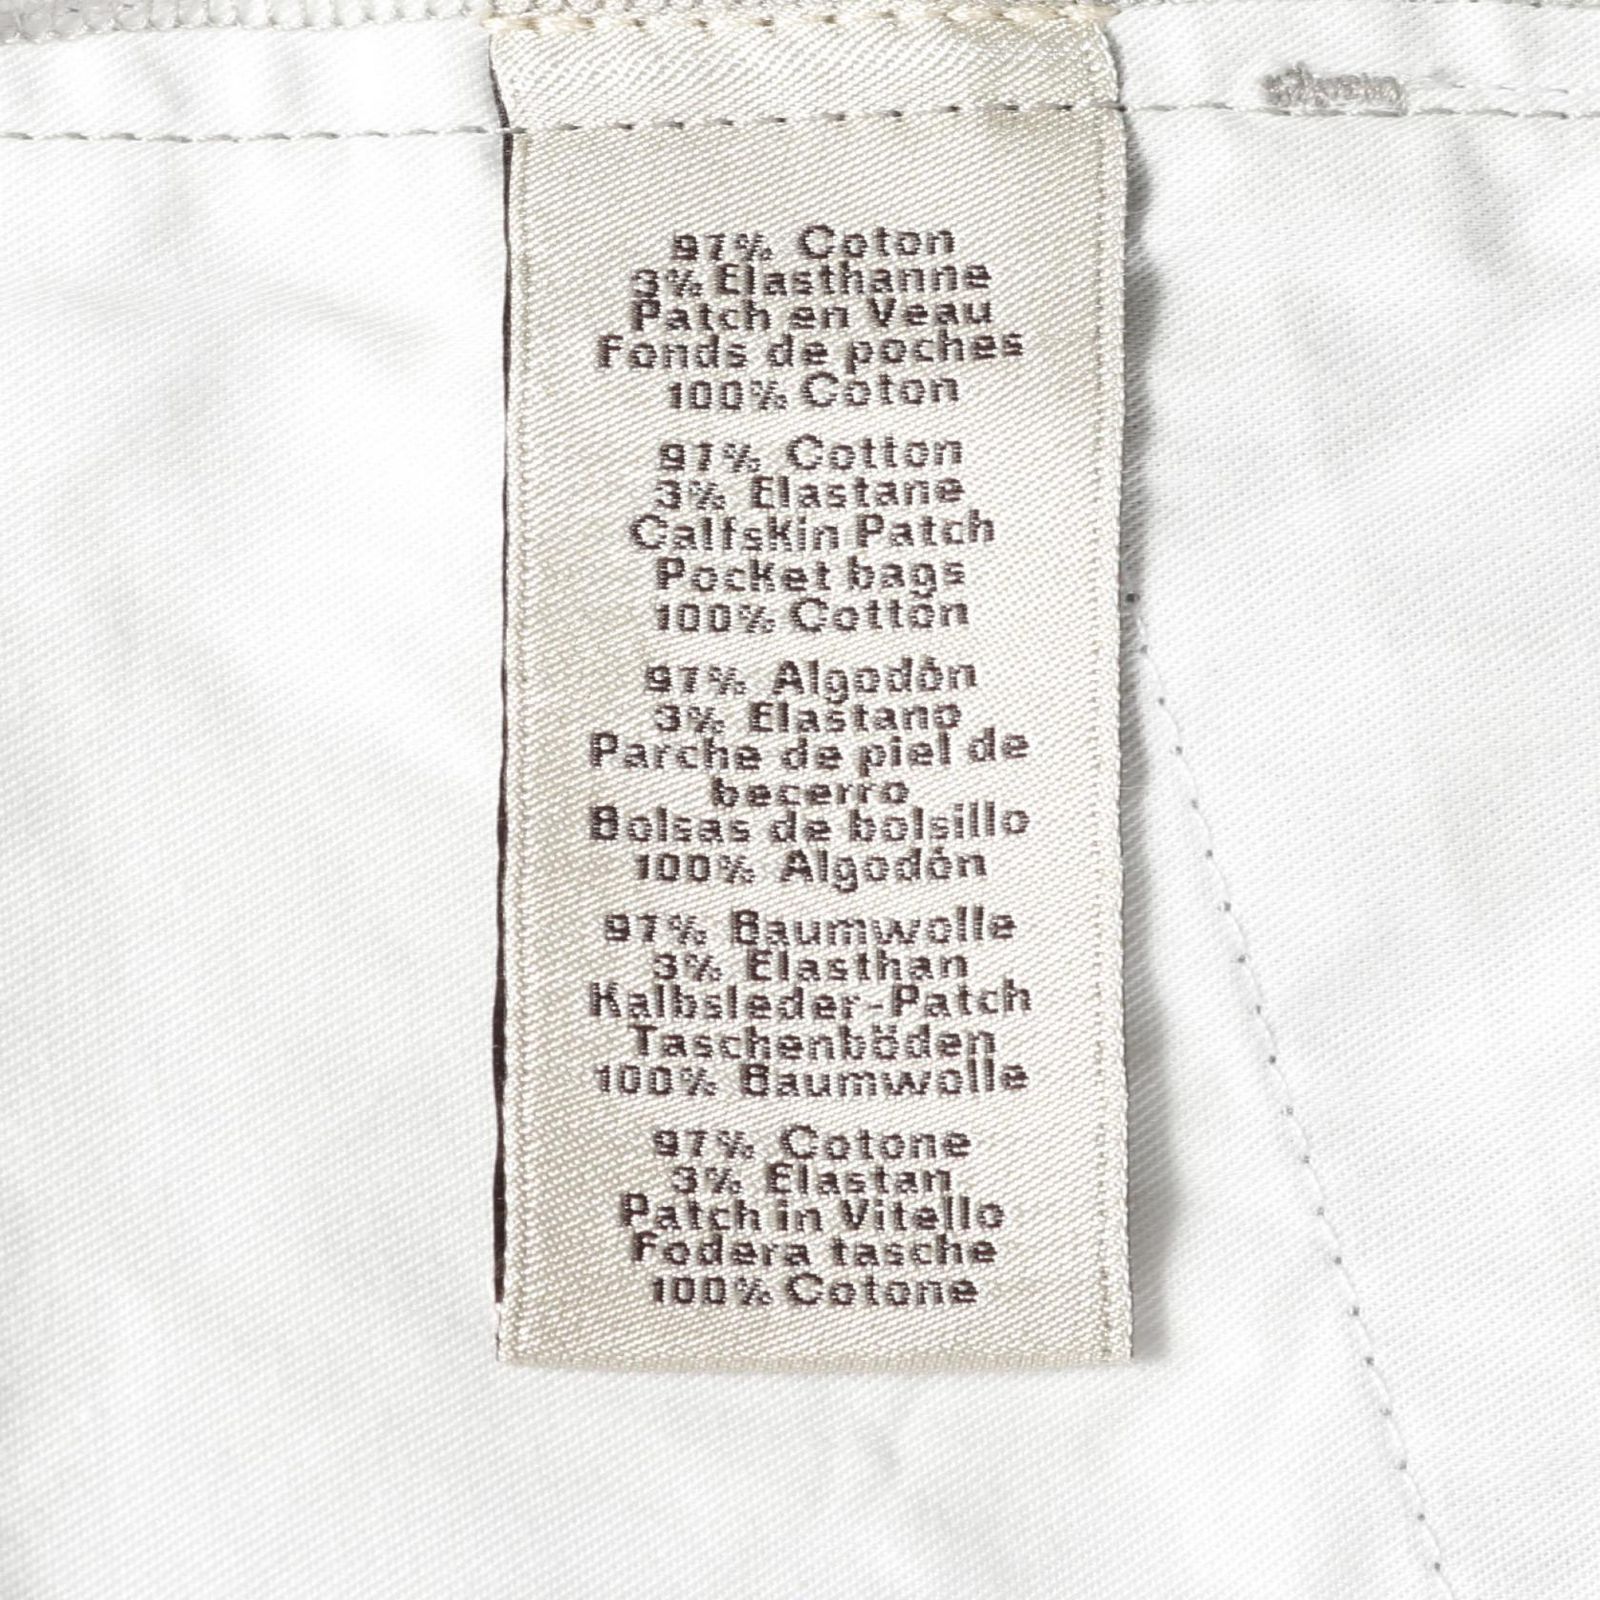 97% Coton
3% Elasthanne
Patch en Veau
Fonds de poches
100% Coton
97% Cotton
3% Elastane
Calfskin Patch
Pocket bags
100% Cotton
97% Algodón
3% Elastano
Parche de piel de
becerro
Bolsas de bolsillo
100% Algodón
97% Baumwolle
3% Elasthan
Kalbsleder-Patch
Taschenböden
100% Baumwolle
97% Cotone
3% Elastan
Patch in Vitello
Fodera tasche
100% Cotone